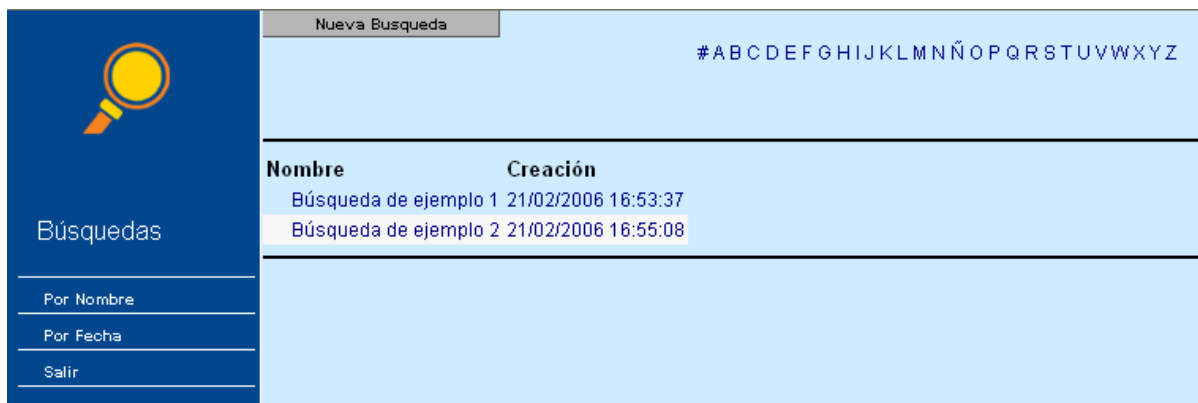 Nueva Busqueda
# A B C D E F G H I J K L M N Ñ O P Q R S T U V W X Y Z
Nombre Creación
Búsqueda de ejemplo 1 21/02/2006 16:53:37
Búsqueda de ejemplo 2 21/02/2006 16:55:08
Búsquedas
Por Nombre
Por Fecha
Salir